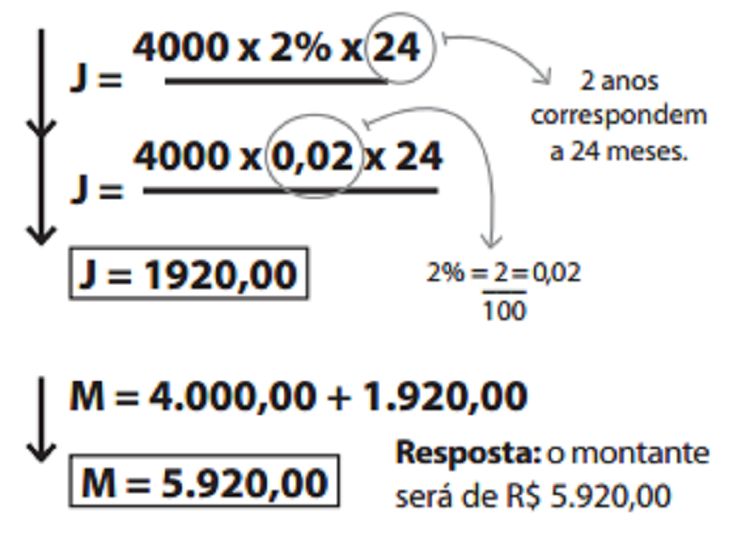 J = 4000 x 2% x 24
2 anos
correspondem
a 24 meses.
J = 4000 x 0,02 x 24
J = 1920,00
2% = 2 = 0,02
100
M = 4.000,00 + 1.920,00
M = 5.920,00
Resposta: o montante
será de R$ 5.920,00